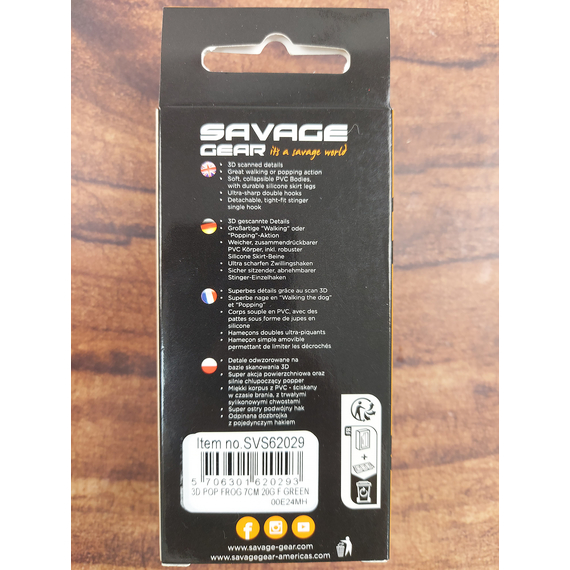 SAVAGE
GEAR it's a savage world
• 3D scanned details
• Great walking or popping action
• Soft, collapsible PVC Bodies,
with durable silicone skirt legs
• Ultra-sharp double hooks
• Detachable, tight-fit stinger
single hook
• 3D gescannte Details
• Großartige "Walking" oder
"Popping"-Aktion
• Weicher, zusammendrückbarer
PVC Körper, inkl. robuster
Silicone Skirt-Beine
• Ultra scharfen Zwillingshaken
• Sicher sitzender, abnehmbarer
Stinger-Einzelhaken
• Superbes détails grâce au scan 3D
• Superbe nage en "Walking the dog"
et "Popping"
• Corps souple en PVC, avec des
pattes sous forme de jupes en
silicone
• Hameçons doubles ultra-piquants
• Hameçon simple amovible
permettant de limiter les décrochés
• Detale odwzorowane na
bazie skanowania 3D
• Super akcja powierzchniowa oraz
silnie chlupoczący popper
• Miękki korpus z PVC - ściskany
w czasie brania, z trwałymi
sylikonowymi chwostami
• Super ostry podwójny hak
• Odpinana dozbrojka
z pojedynczym hakiem
Item no.SVS62029
5 706301 620293
3D POP FROG 7CM 20G F GREEN
00E24MH
www.savage-gear.com
www.savagegear-americas.com